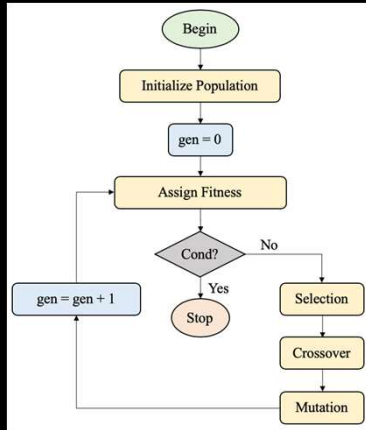 Begin
Initialize Population
gen = 0
Assign Fitness
Cond?
No
Yes
gen = gen + 1
Stop
Selection
Crossover
Mutation